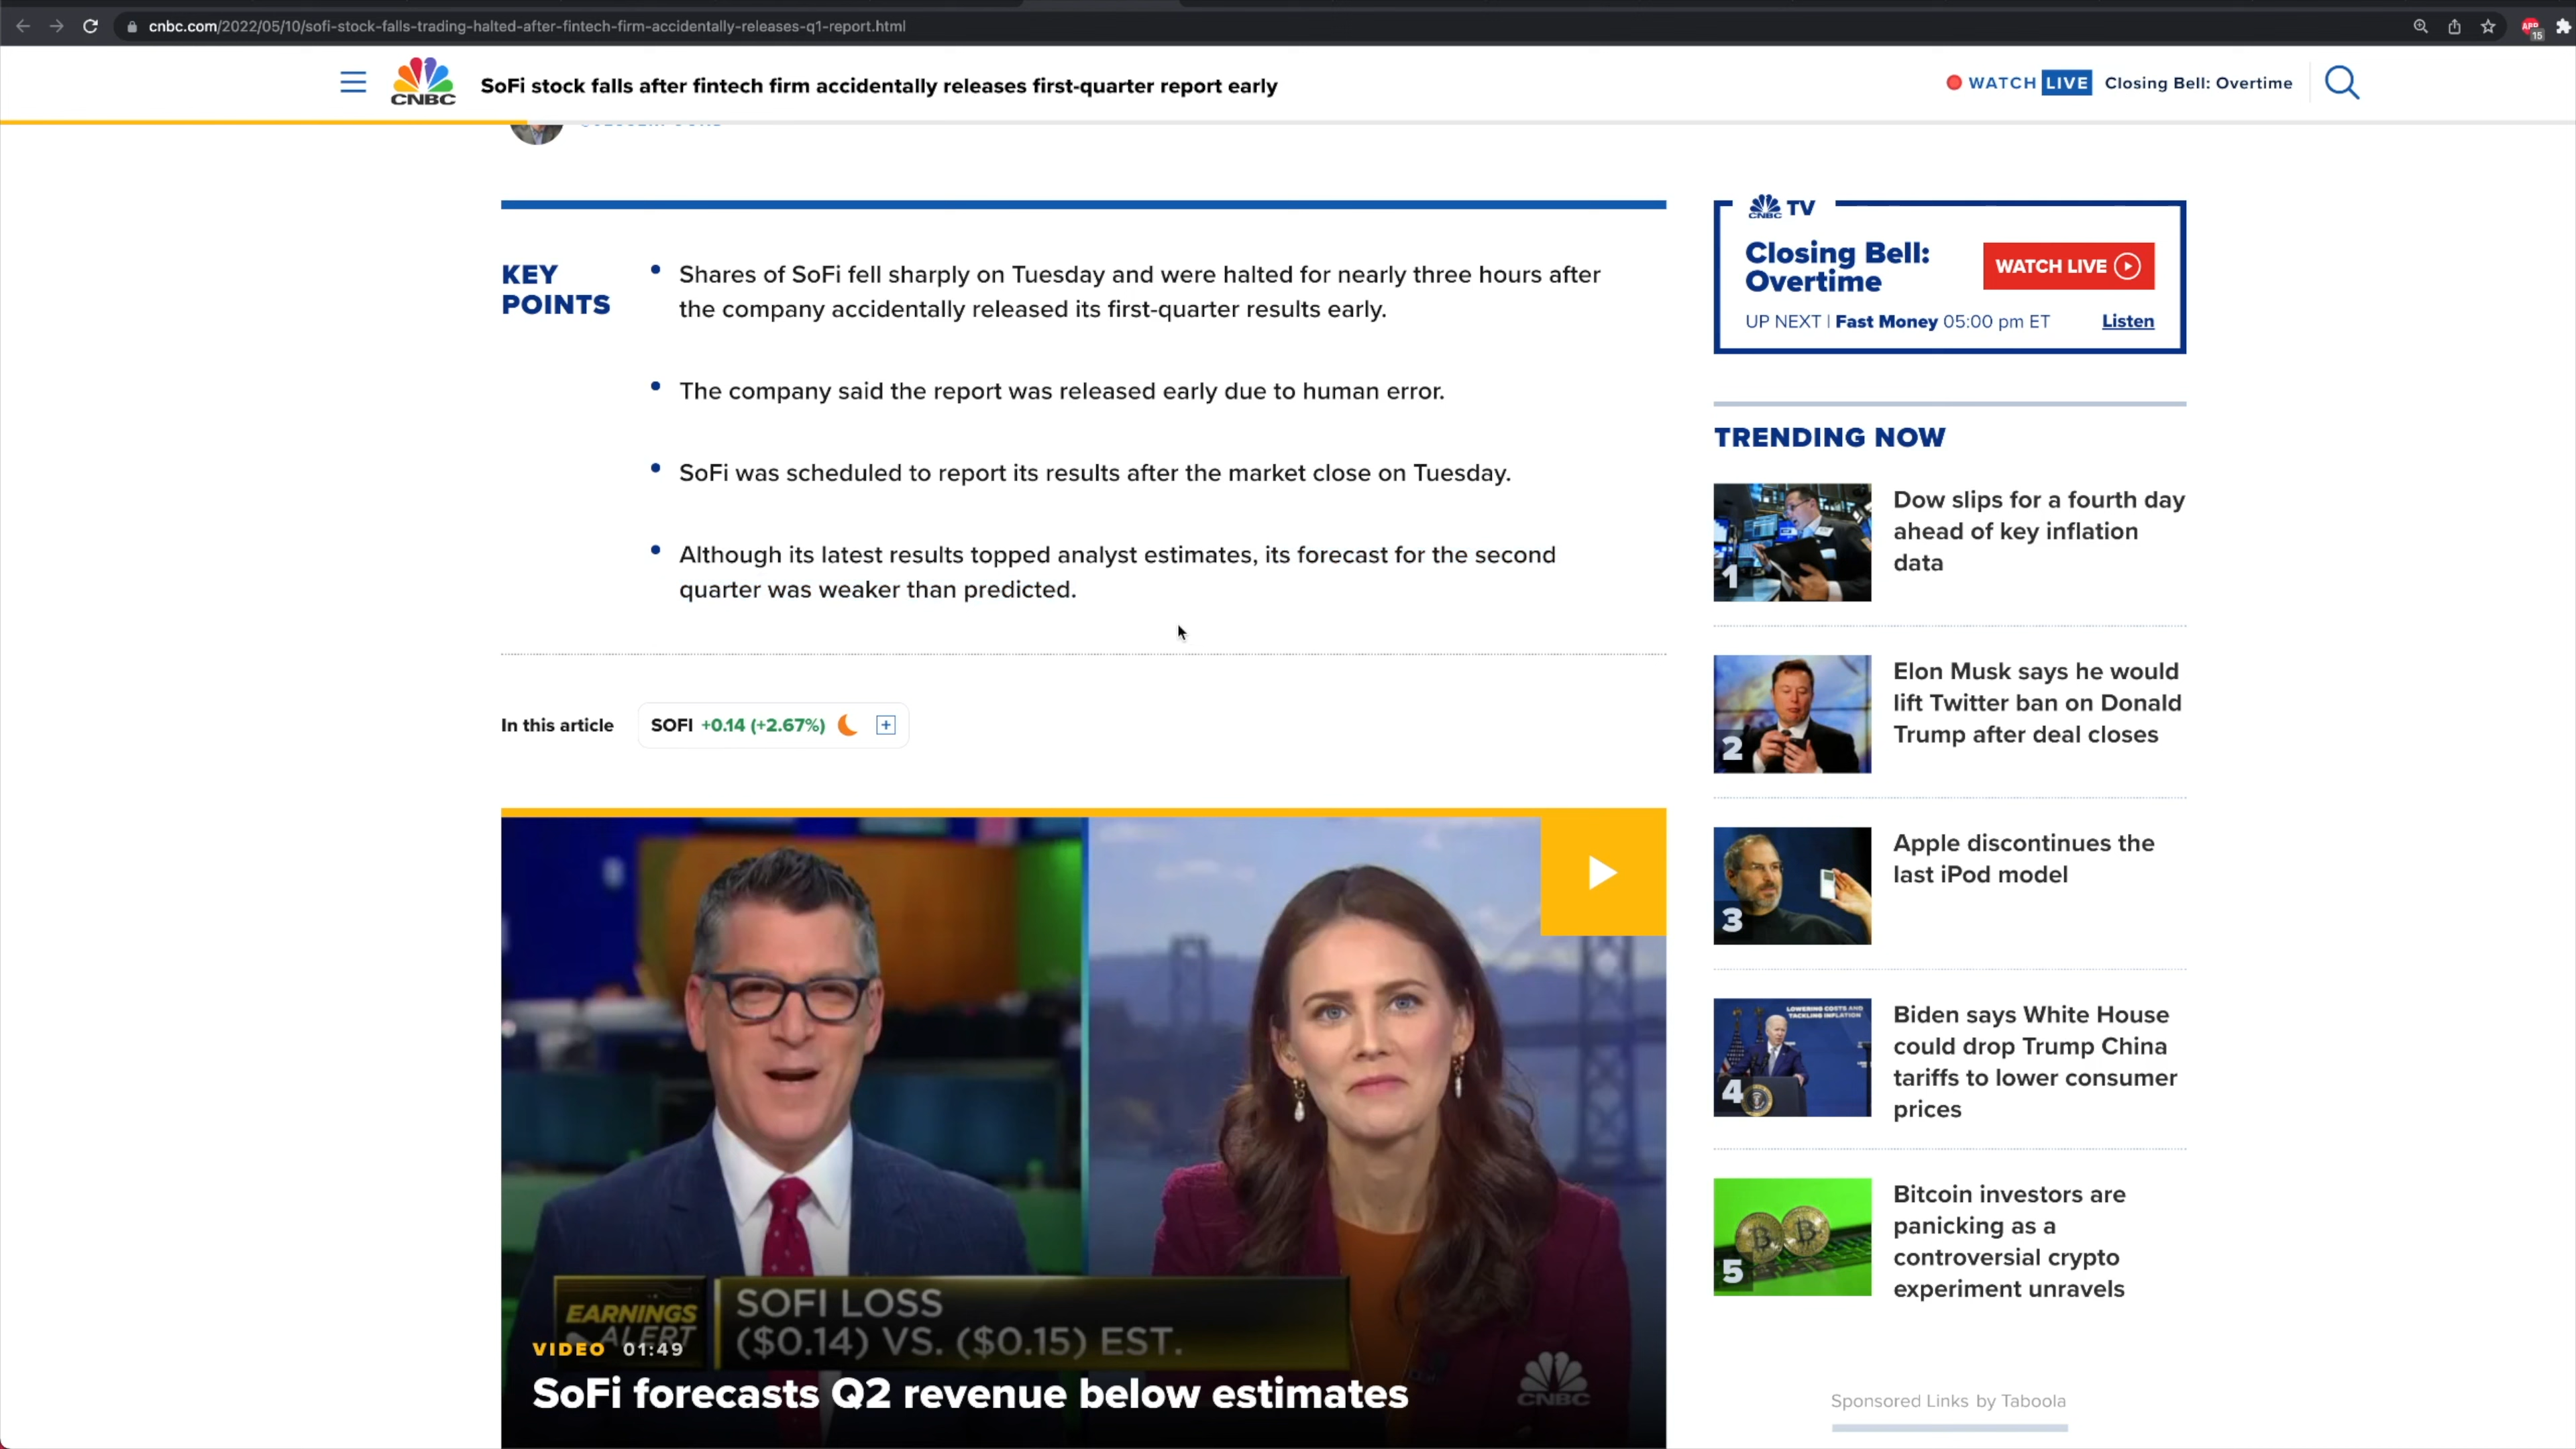 cnbc.com/2022/05/10/sofi-stock-falls-trading-halted-after-fintech-firm-accidentally-releases-q1-report.html
15
CNBC
SoFi stock falls after fintech firm accidentally releases first-quarter report early
WATCH LIVE Closing Bell: Overtime
KEY
POINTS
Shares of SoFi fell sharply on Tuesday and were halted for nearly three hours after
the company accidentally released its first-quarter results early.
The company said the report was released early due to human error.
SoFi was scheduled to report its results after the market close on Tuesday.
Although its latest results topped analyst estimates, its forecast for the second
quarter was weaker than predicted.
In this article
SOFI +0.14 (+2.67%)
EARNINGS
ALERT
SOFI LOSS
($0.14) VS. ($0.15) EST.
VIDEO 01:49
SoFi forecasts Q2 revenue below estimates
CNBC
CNBC TV
Closing Bell:
Overtime
WATCH LIVE
UP NEXT | Fast Money 05:00 pm ET
Listen
TRENDING NOW
1
Dow slips for a fourth day
ahead of key inflation
data
2
Elon Musk says he would
lift Twitter ban on Donald
Trump after deal closes
3
Apple discontinues the
last iPod model
LOWERING COSTS AND
TACKLING INFLATION
4
Biden says White House
could drop Trump China
tariffs to lower consumer
prices
5
Bitcoin investors are
panicking as a
controversial crypto
experiment unravels
Sponsored Links by Taboola